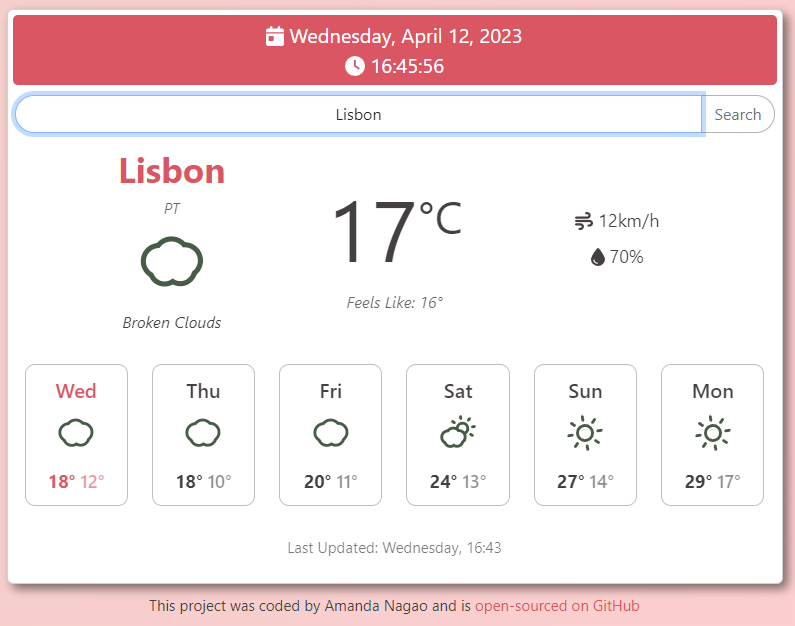 Wednesday, April 12, 2023
16:45:56
Lisbon Search
Lisbon
PT
Broken Clouds
17°C
Feels Like: 16°
12km/h
70%
Wed Thu Fri Sat Sun Mon
18° 12° 18° 10° 20° 11° 24° 13° 27° 14° 29° 17°
Last Updated: Wednesday, 16:43
This project was coded by Amanda Nagao and is open-sourced on GitHub